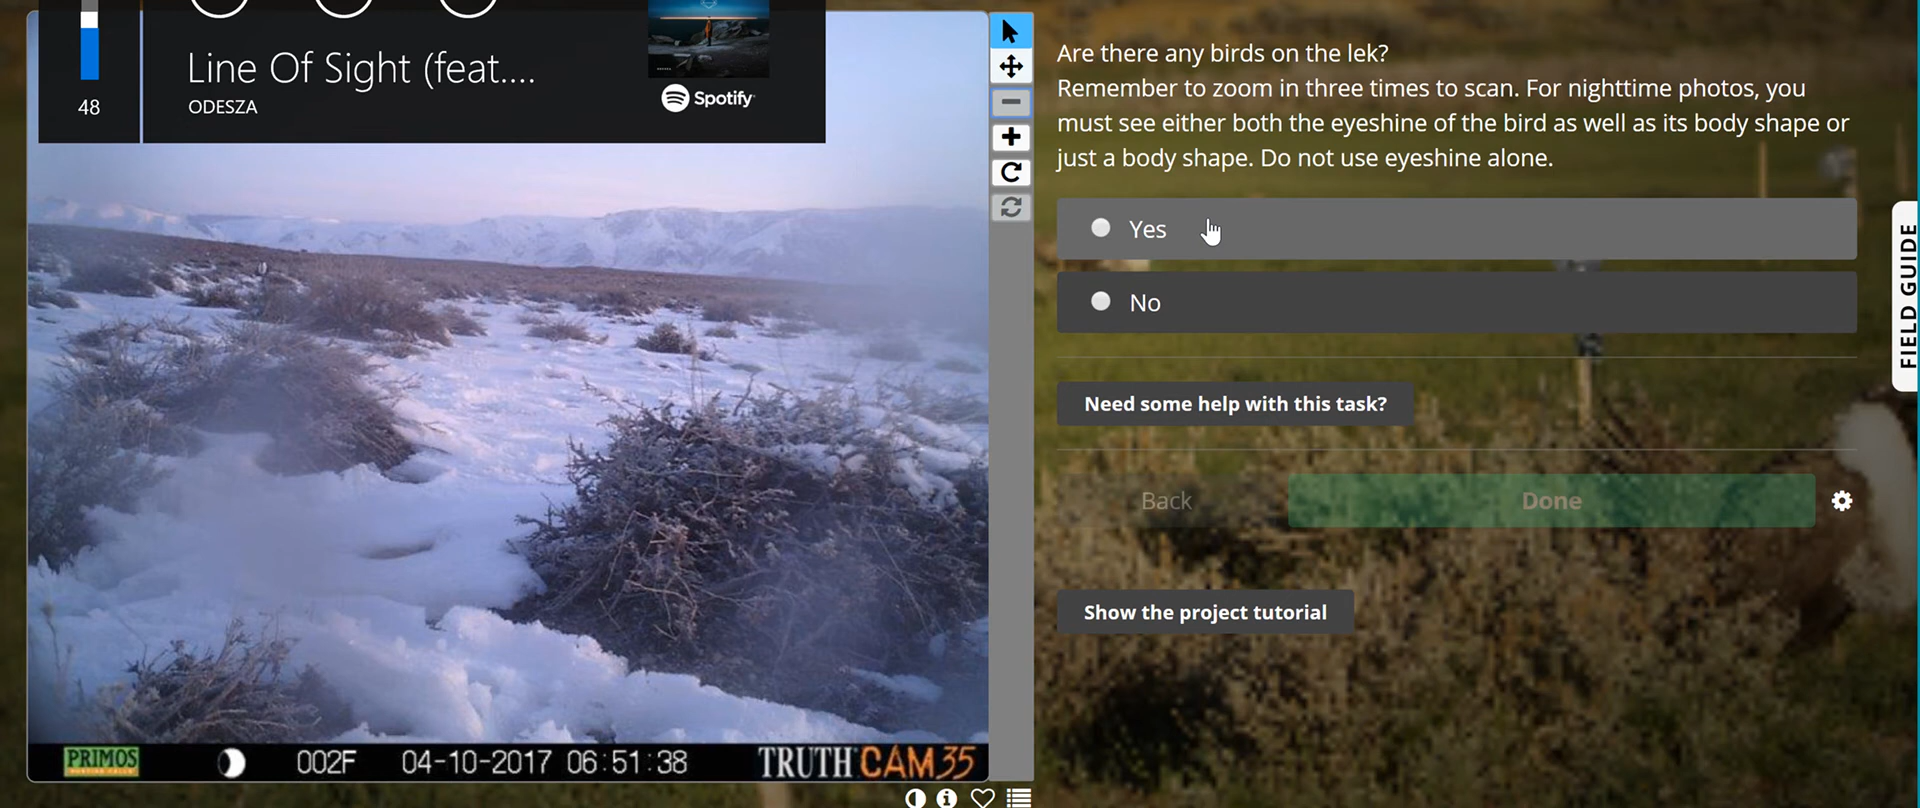 48
Line Of Sight (feat....
ODESZA
Spotify
Are there any birds on the lek?
Remember to zoom in three times to scan. For nighttime photos, you
must see either both the eyeshine of the bird as well as its body shape or
just a body shape. Do not use eyeshine alone.
Yes
No
Need some help with this task?
Back
Done
Show the project tutorial
FIELD GUIDE
PRIMOS
002F
04-10-2017 06:51:38
TRUTH CAM 35